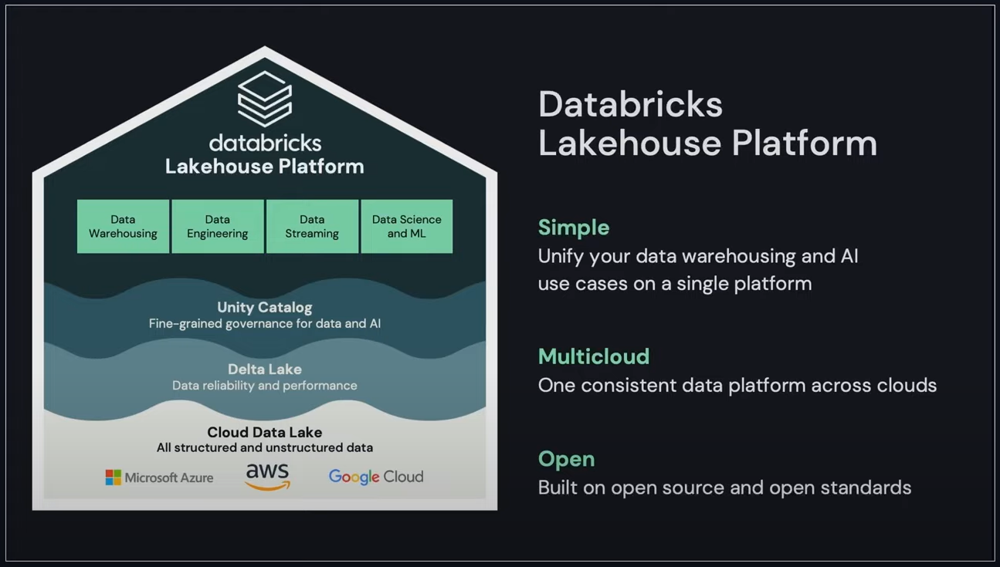 databricks
Lakehouse Platform
Data
Warehousing
Data
Engineering
Data
Streaming
Data Science
and ML
Unity Catalog
Fine-grained governance for data and AI
Delta Lake
Data reliability and performance
Cloud Data Lake
All structured and unstructured data
Microsoft Azure
aws
Google Cloud
Databricks
Lakehouse Platform
Simple
Unify your data warehousing and AI
use cases on a single platform
Multicloud
One consistent data platform across clouds
Open
Built on open source and open standards